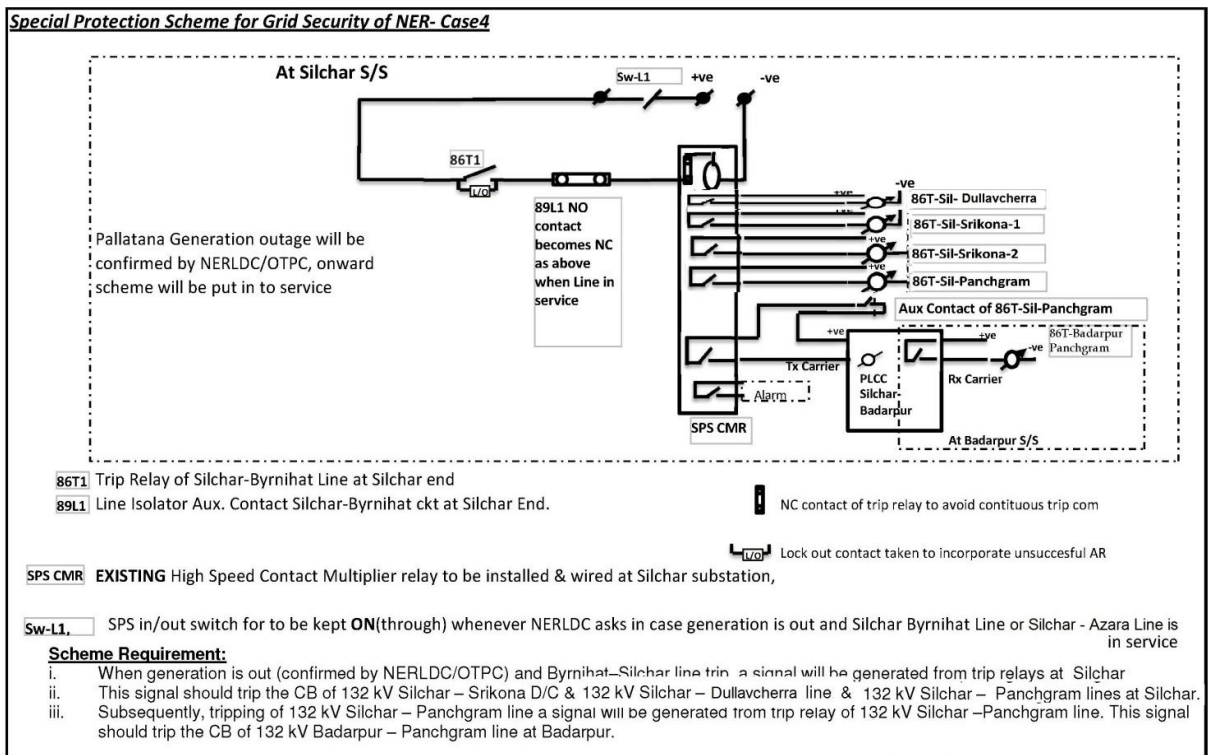 Special Protection Scheme for Grid Security of NER- Case4
At Silchar S/S
Sw-L1
+ve
-ve
86T1
L/O
89L1 NO
contact
becomes NC
as above
when Line in
service
Pallatana Generation outage will be
confirmed by NERLDC/OTPC, onward
scheme will be put in to service
+ve
-ve
86T-Sil- Dullavcherra
+ve
86T-Sil-Srikona-1
+ve
86T-Sil-Srikona-2
+ve
86T-Sil-Panchgram
Aux Contact of 86T-Sil-Panchgram
+ve
+ve
86T-Badarpur
Panchgram
-ve
Tx Carrier
PLCC
Silchar-
Badarpur
Rx Carrier
Alarm
SPS CMR
At Badarpur S/S
86T1 Trip Relay of Silchar-Byrnihat Line at Silchar end
89L1 Line Isolator Aux. Contact Silchar-Byrnihat ckt at Silchar End.
NC contact of trip relay to avoid contituous trip com
L/O Lock out contact taken to incorporate unsuccesful AR
SPS CMR EXISTING High Speed Contact Multiplier relay to be installed & wired at Silchar substation,
Sw-L1, SPS in/out switch for to be kept ON(through) whenever NERLDC asks in case generation is out and Silchar Byrnihat Line or Silchar - Azara Line is
in service
Scheme Requirement:
i. When generation is out (confirmed by NERLDC/OTPC) and Byrnihat–Silchar line trip, a signal will be generated from trip relays at Silchar
ii. This signal should trip the CB of 132 kV Silchar – Srikona D/C & 132 kV Silchar – Dullavcherra line & 132 kV Silchar – Panchgram lines at Silchar.
iii. Subsequently, tripping of 132 kV Silchar – Panchgram line a signal will be generated from trip relay of 132 kV Silchar –Panchgram line. This signal
should trip the CB of 132 kV Badarpur – Panchgram line at Badarpur.